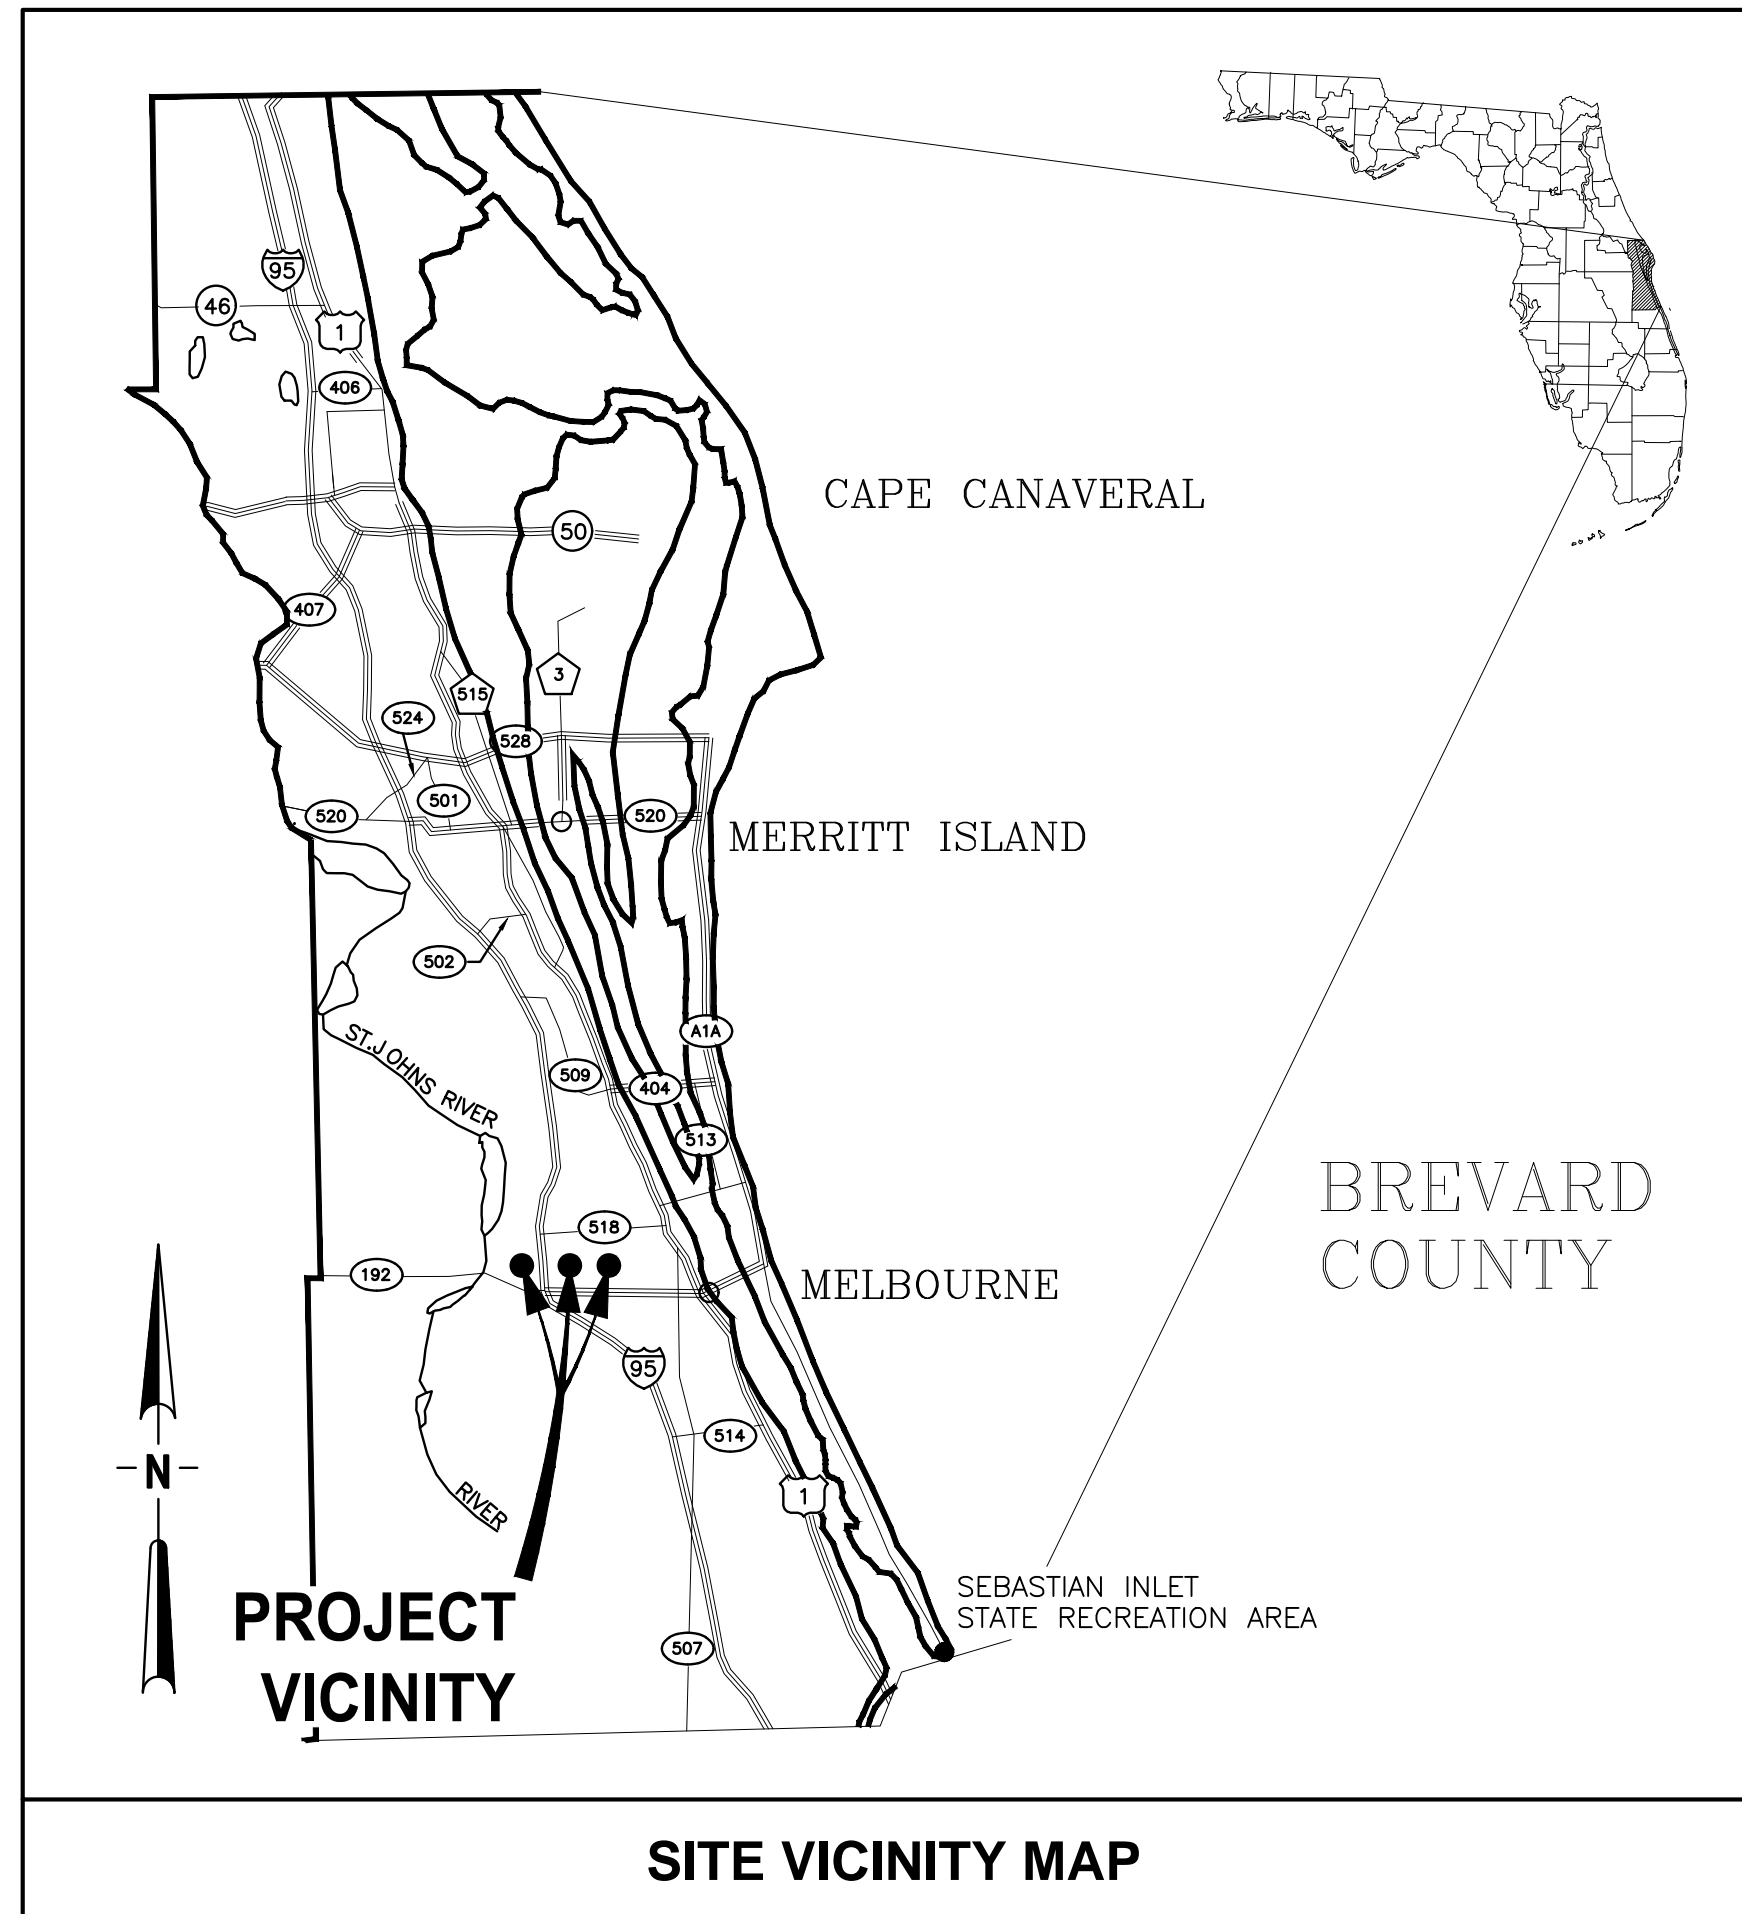 95
46
1
406
CAPE CANAVERAL
50
407
3
515
524
528
501
520
520
MERRITT ISLAND
502
ST.JOHNS RIVER
A1A
509
404
513
BREVARD
COUNTY
518
192
MELBOURNE
95
514
N
1
RIVER
SEBASTIAN INLET
STATE RECREATION AREA
PROJECT
VICINITY
507
SITE VICINITY MAP